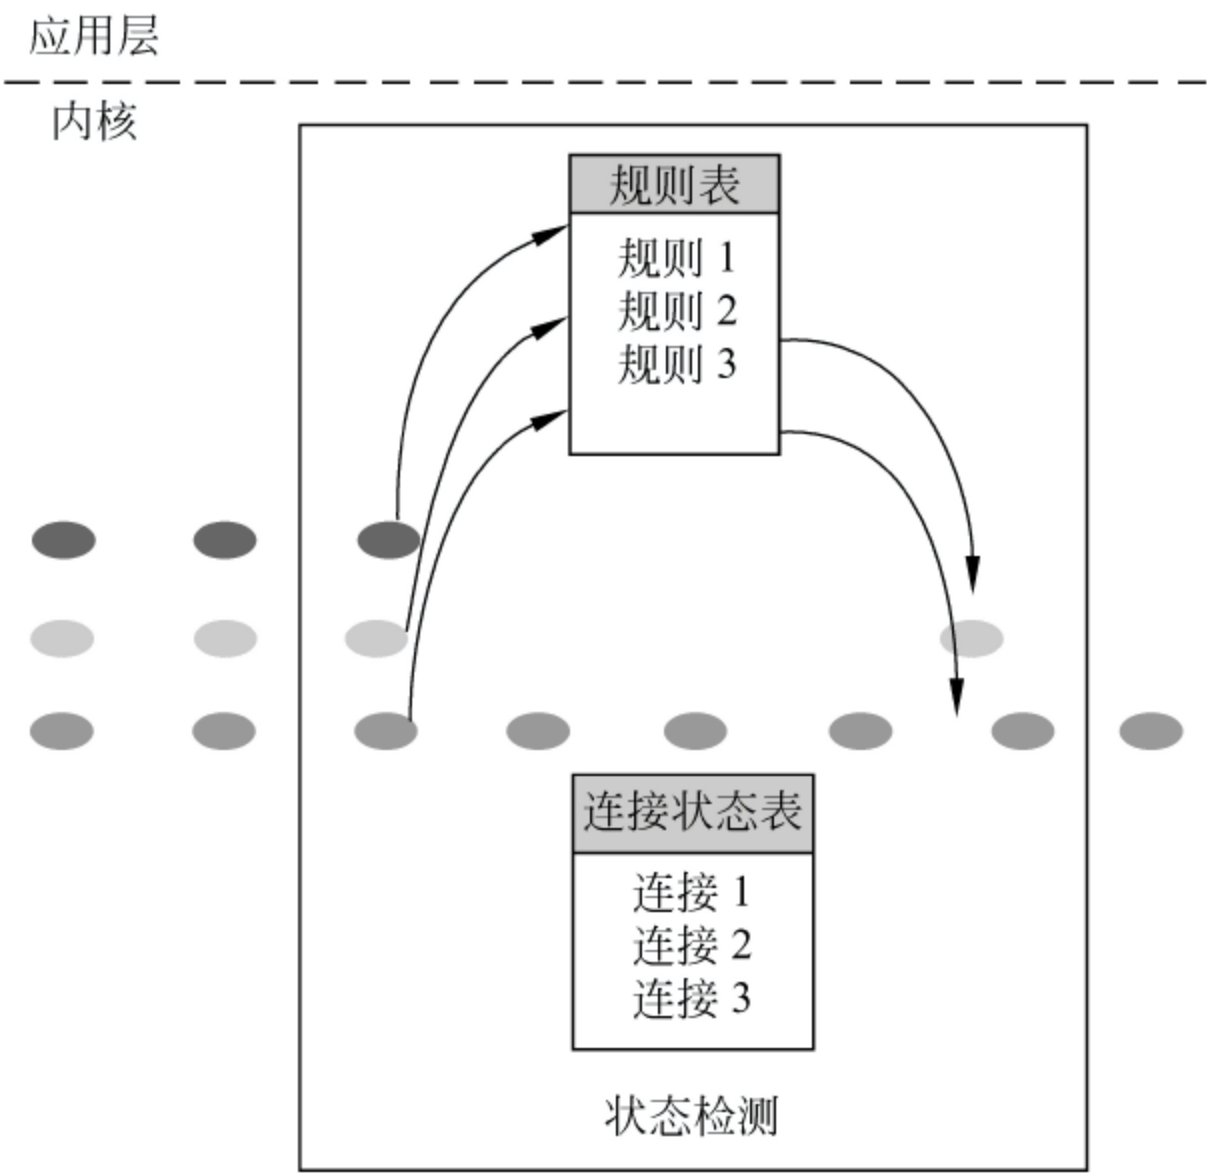 应用层
内核
规则表
规则 1
规则 2
规则 3
连接状态表
连接 1
连接 2
连接 3
状态检测